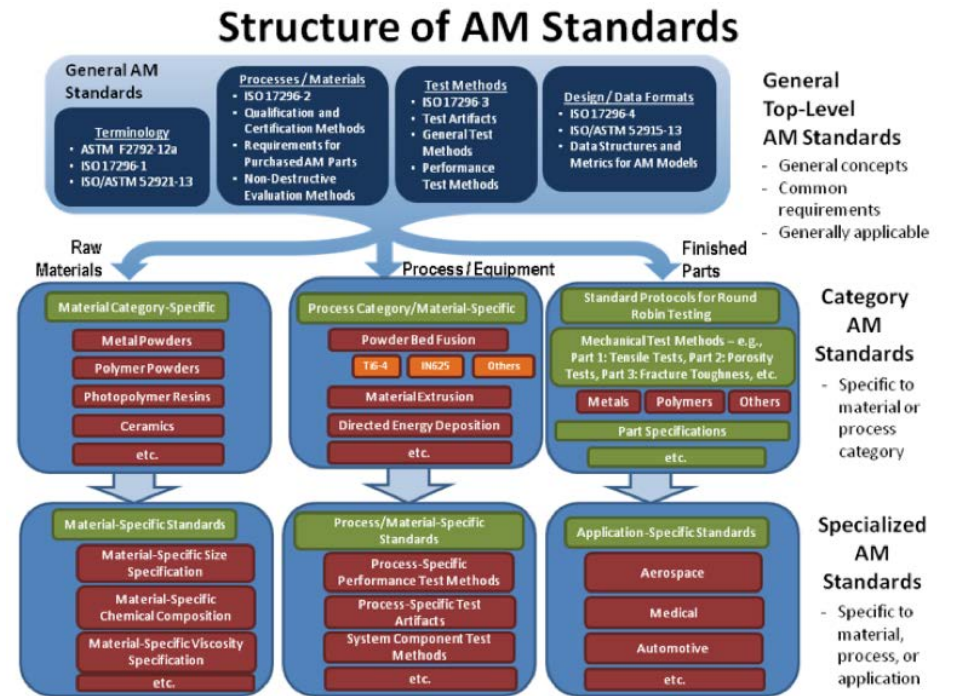 Structure of AM Standards
General AM
Standards
Terminology
• ASTM F2792-12a
• ISO 17296-1
• ISO/ASTM 52921-13
Processes / Materials
• ISO 17296-2
• Qualification and
Certification Methods
• Requirements for
Purchased AM Parts
• Non-Destructive
Evaluation Methods
Test Methods
• ISO 17296-3
• Test Artifacts
• General Test
Methods
• Performance
Test Methods
Design / Data Formats
• ISO 17296-4
• ISO/ASTM 52915-13
• Data Structures and
Metrics for AM Models
General
Top-Level
AM Standards
- General concepts
- Common
requirements
- Generally applicable
Raw
Materials
Process / Equipment
Finished
Parts
Material Category-Specific
Metal Powders
Polymer Powders
Photopolymer Resins
Ceramics
etc.
Process Category/Material-Specific
Powder Bed Fusion
Ti6-4
IN625
Others
Material Extrusion
Directed Energy Deposition
etc.
Standard Protocols for Round
Robin Testing
Mechanical Test Methods – e.g.,
Part 1: Tensile Tests, Part 2: Porosity
Tests, Part 3: Fracture Toughness, etc.
Metals
Polymers
Others
Part Specifications
etc.
Category
AM
Standards
- Specific to
material or
process
category
Material-Specific Standards
Material-Specific Size
Specification
Material-Specific
Chemical Composition
Material-Specific Viscosity
Specification
etc.
Process/Material-Specific
Standards
Process-Specific
Performance Test Methods
Process-Specific Test
Artifacts
System Component Test
Methods
etc.
Application-Specific Standards
Aerospace
Medical
Automotive
etc.
Specialized
AM
Standards
- Specific to
material,
process, or
application